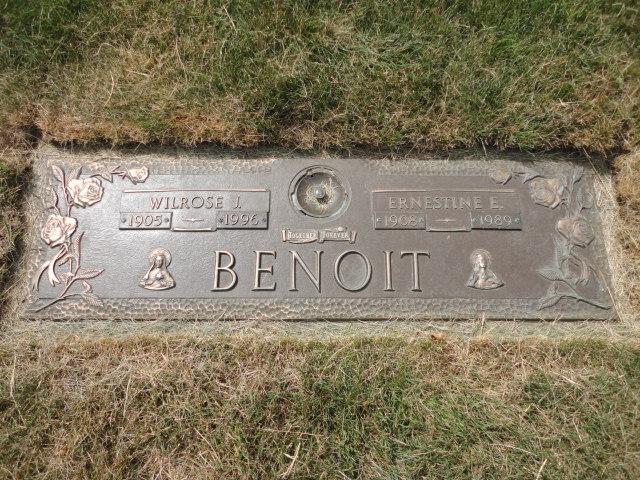 WILROSE J.
1905 1996
TOGETHER FOREVER
ERNESTINE E.
1908 1989
BENOIT